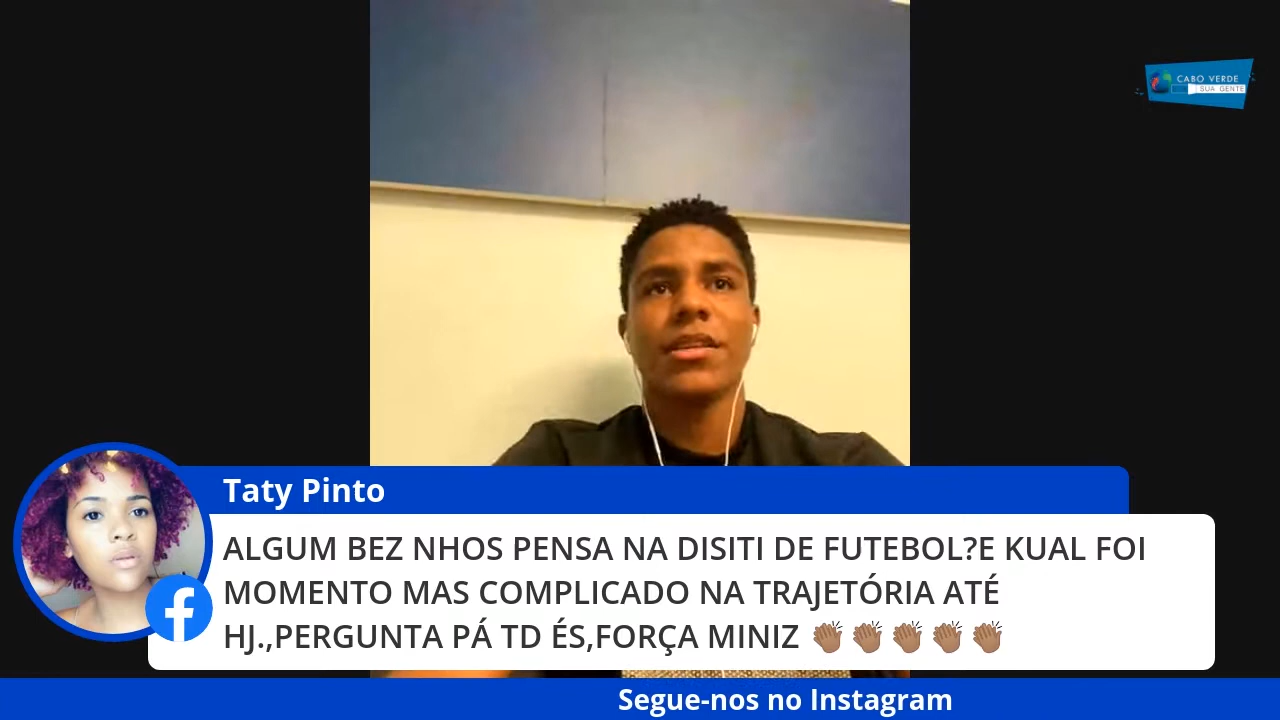 CABO VERDE
SUA GENTE
Taty Pinto
ALGUM BEZ NHOS PENSA NA DISITI DE FUTEBOL?E KUAL FOI
MOMENTO MAS COMPLICADO NA TRAJETÓRIA ATÉ
HJ.,PERGUNTA PÁ TD ÉS,FORÇA MINIZ 👏🏾👏🏾👏🏾👏🏾👏🏾
Segue-nos no Instagram